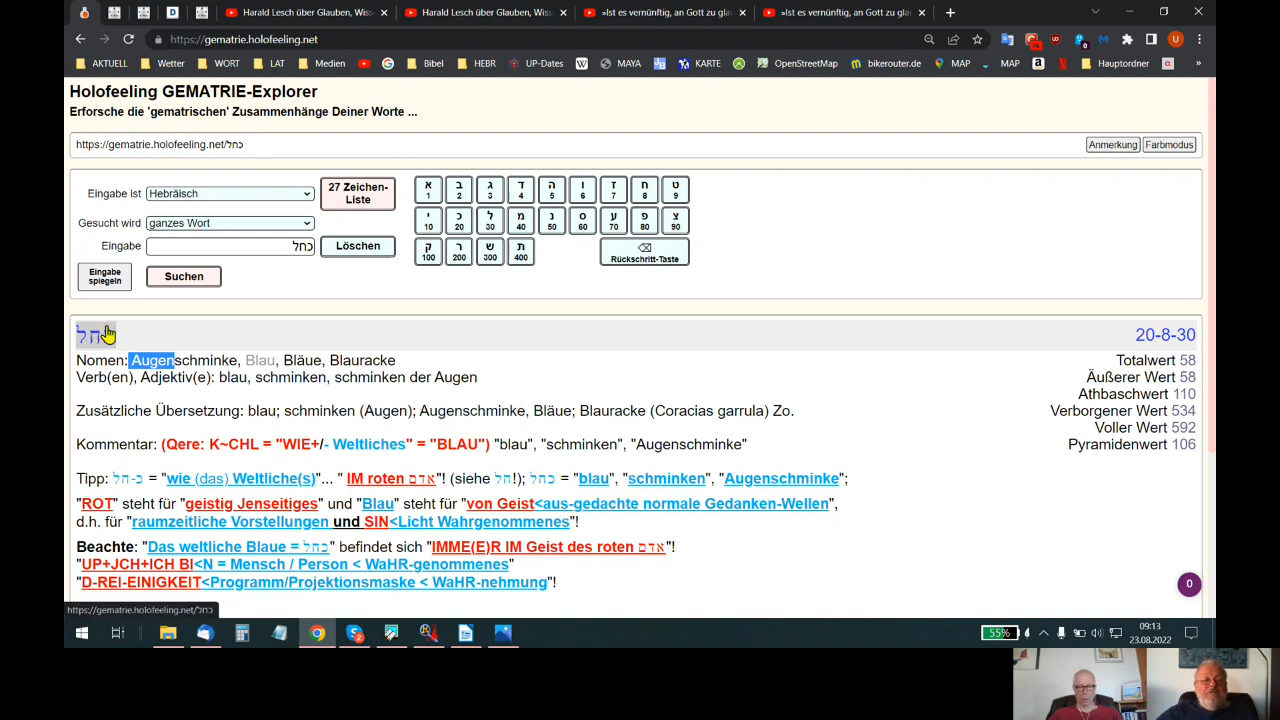 Harald Lesch über Glauben, Wiss
Harald Lesch über Glauben, Wiss
»Ist es vernünftig, an Gott zu gla
»Ist es vernünftig, an Gott zu gla
https://gematrie.holofeeling.net
AKTUELL Wetter WORT LAT Medien Bibel HEBR UP-Dates MAYA KARTE OpenStreetMap bikerouter.de MAP MAP Hauptordner »
Holofeeling GEMATRIE-Explorer
Erforsche die 'gematrischen' Zusammenhänge Deiner Worte ...
https://gematrie.holofeeling.net/כחל
Anmerkung Farbmodus
Eingabe ist Hebräisch
27 Zeichen-Liste
Gesucht wird ganzes Wort
Eingabe כחל
Löschen
Eingabe spiegeln
Suchen
א ב ג ד ה ו ז ח ט
1 2 3 4 5 6 7 8 9
י כ ל מ נ ס ע פ צ
10 20 30 40 50 60 70 80 90
ק ר ש ת
100 200 300 400
Rückschritt-Taste
כחל 20-8-30
Nomen: Augenschminke, Blau, Bläue, Blauracke
Verb(en), Adjektiv(e): blau, schminken, schminken der Augen
Totalwert 58
Äußerer Wert 58
Athbaschwert 110
Verborgener Wert 534
Voller Wert 592
Pyramidenwert 106
Zusätzliche Übersetzung: blau; schminken (Augen); Augenschminke, Bläue; Blauracke (Coracias garrula) Zo.
Kommentar: (Qere: K~CHL = "WIE+/- Weltliches" = "BLAU") "blau", "schminken", "Augenschminke"
Tipp: כ-חל = "wie (das) Weltliche(s)"... " IM roten אדם"! (siehe חל!); כחל = "blau", "schminken", "Augenschminke";
"ROT" steht für "geistig Jenseitiges" und "Blau" steht für "von Geist<aus-gedachte normale Gedanken-Wellen",
d.h. für "raumzeitliche Vorstellungen und SIN<Licht Wahrgenommenes"!
Beachte: "Das weltliche Blaue = כחל" befindet sich "IMME(E)R IM Geist des roten אדם"!
"UP+JCH+ICH BI<N = Mensch / Person < WaHR-genommenes"
"D-REI-EINIGKEIT<Programm/Projektionsmaske < WaHR-nehmung"!
0
https://gematrie.holofeeling.net/כחל
55%
09:13
23.08.2022